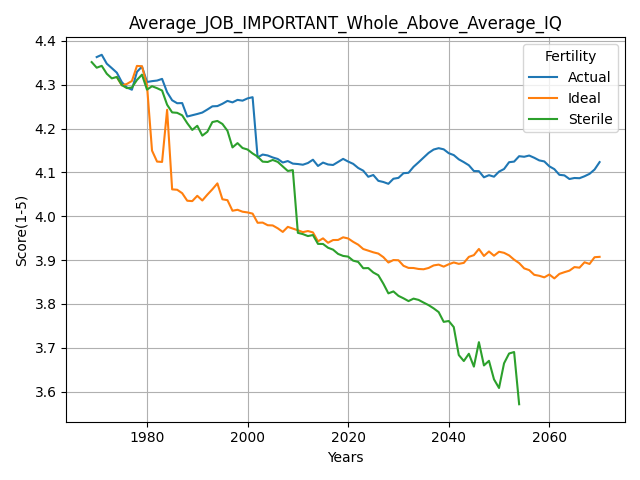 Average_JOB_IMPORTANT_Whole_Above_Average_IQ
Fertility
Actual
Ideal
Sterile
Score(1-5)
4.4
4.3
4.2
4.1
4.0
3.9
3.8
3.7
3.6
1980 2000 2020 2040 2060
Years